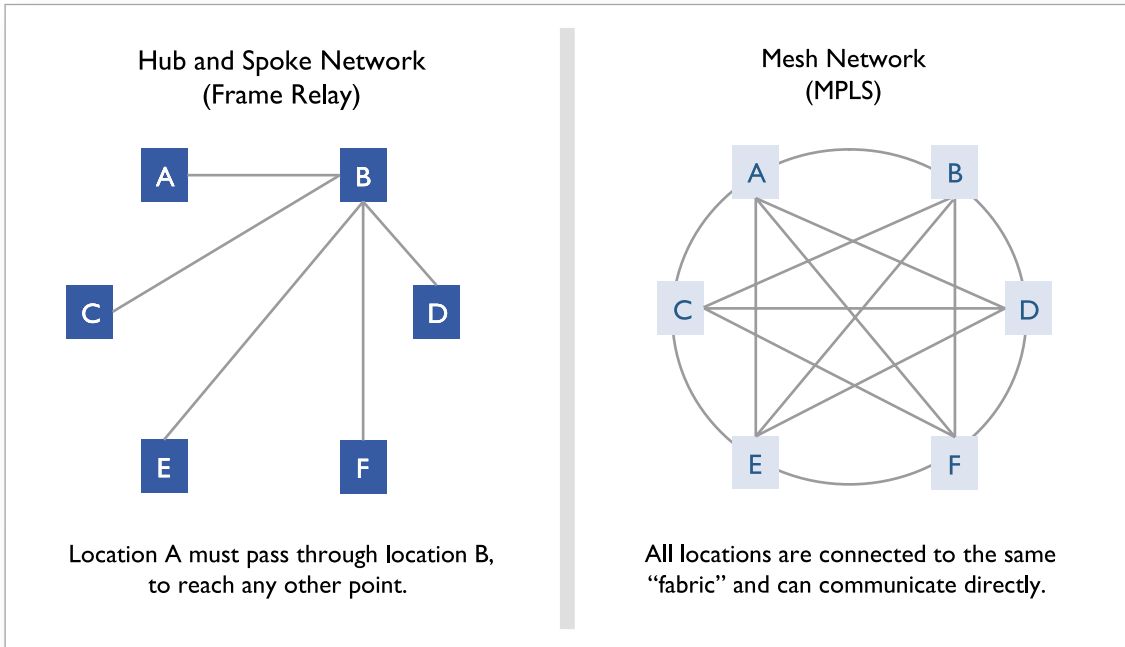 Hub and Spoke Network
(Frame Relay)
A
B
C
D
E
F
Location A must pass through location B,
to reach any other point.
Mesh Network
(MPLS)
A
B
C
D
E
F
All locations are connected to the same
“fabric” and can communicate directly.